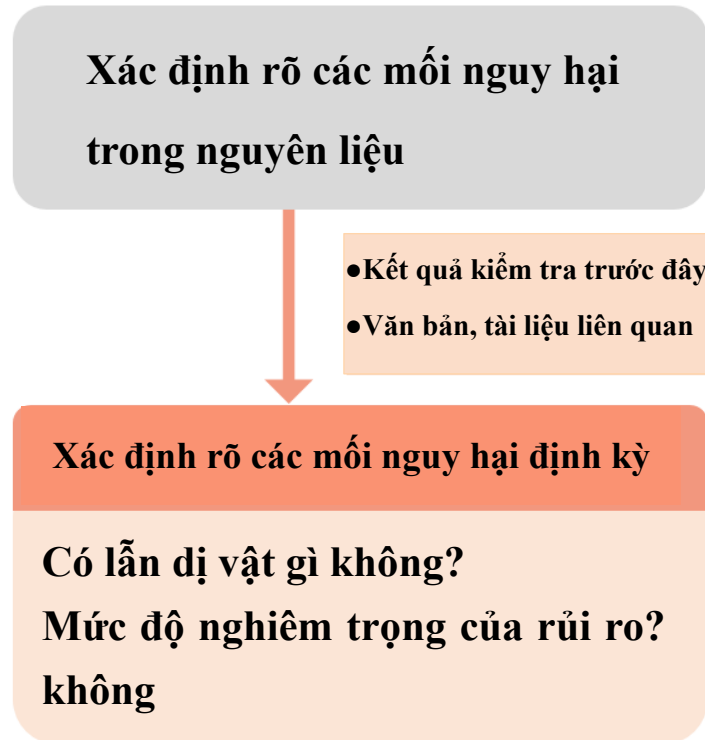 Xác định rõ các mối nguy hại
trong nguyên liệu
●Kết quả kiểm tra trước đây
●Văn bản, tài liệu liên quan
Xác định rõ các mối nguy hại định kỳ
Có lẫn dị vật gì không?
Mức độ nghiêm trọng của rủi ro?
không